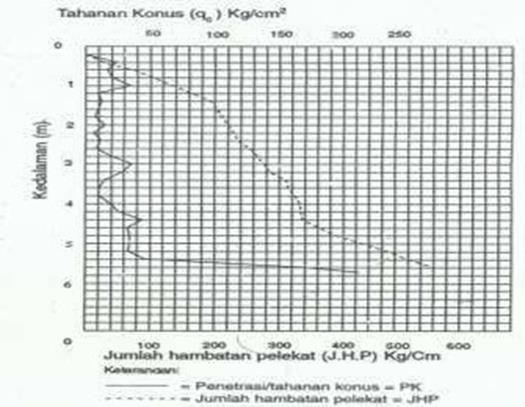 Tahanan Konus (qc) Kg/cm²
50 100 150 200 250
Kedalaman (m).
0
1
2
3
4
5
6
0
100 200 300 400 500 600
Jumlah hambatan pelekat (J.H.P) Kg/Cm
Keterangan:
= Penetrasi/tahanan konus = PK
= Jumlah hambatan pelekat = JHP